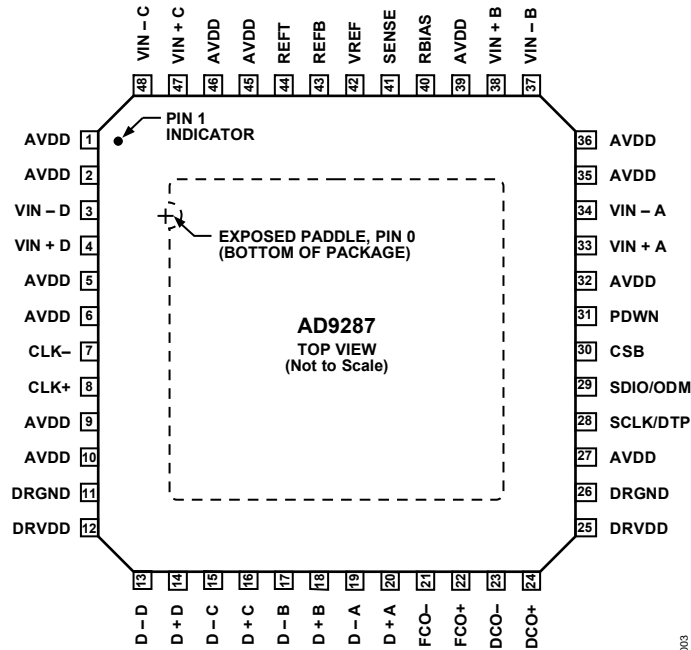 VIN – C
VIN + C
AVDD
AVDD
REFT
REFB
VREF
SENSE
RBIAS
AVDD
VIN + B
VIN – B
48
47
46
45
44
43
42
41
40
39
38
37
PIN 1
INDICATOR
AVDD 1
AVDD 2
VIN – D 3
VIN + D 4
AVDD 5
AVDD 6
CLK– 7
CLK+ 8
AVDD 9
AVDD 10
DRGND 11
DRVDD 12
EXPOSED PADDLE, PIN 0
(BOTTOM OF PACKAGE)
AD9287
TOP VIEW
(Not to Scale)
36 AVDD
35 AVDD
34 VIN – A
33 VIN + A
32 AVDD
31 PDWN
30 CSB
29 SDIO/ODM
28 SCLK/DTP
27 AVDD
26 DRGND
25 DRVDD
13
14
15
16
17
18
19
20
21
22
23
24
D – D
D + D
D – C
D + C
D – B
D + B
D – A
D + A
FCO–
FCO+
DCO–
DCO+